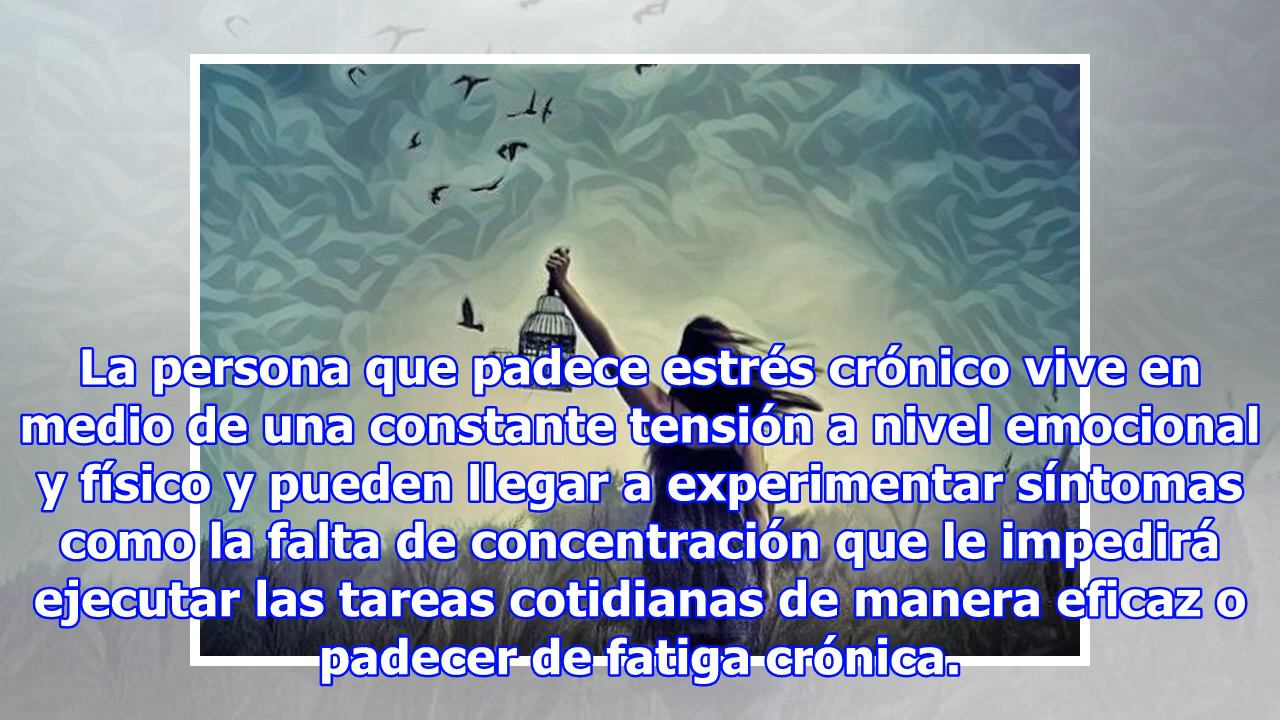 La persona que padece estrés crónico vive en
medio de una constante tensión a nivel emocional
y físico y pueden llegar a experimentar síntomas
como la falta de concentración que le impedirá
ejecutar las tareas cotidianas de manera eficaz o
padecer de fatiga crónica.